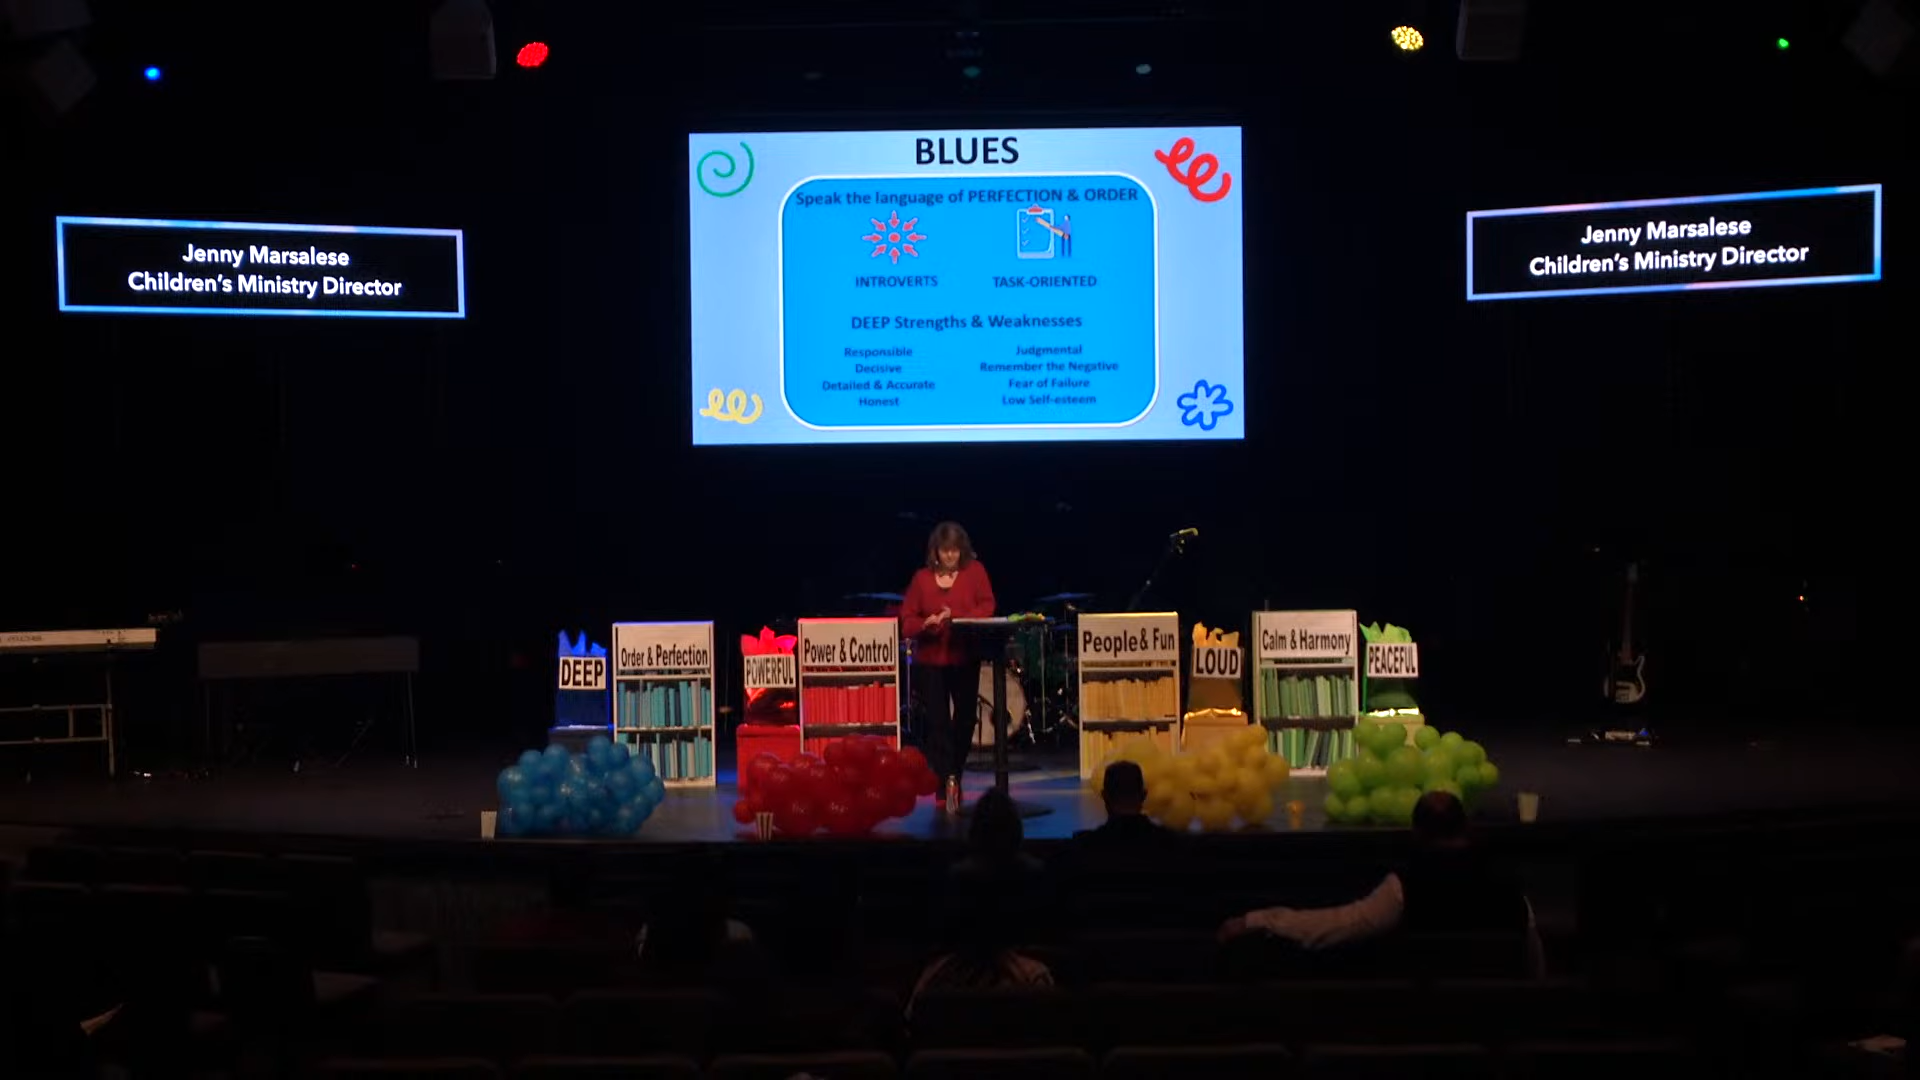 BLUES
Speak the language of PERFECTION & ORDER
INTROVERTS
TASK-ORIENTED
DEEP Strengths & Weaknesses
Responsible
Decisive
Detailed & Accurate
Honest
Judgmental
Remember the Negative
Fear of Failure
Low Self-esteem
Jenny Marsalese
Children's Ministry Director
Jenny Marsalese
Children's Ministry Director
DEEP
Order & Perfection
POWERFUL
Power & Control
People & Fun
LOUD
Calm & Harmony
PEACEFUL